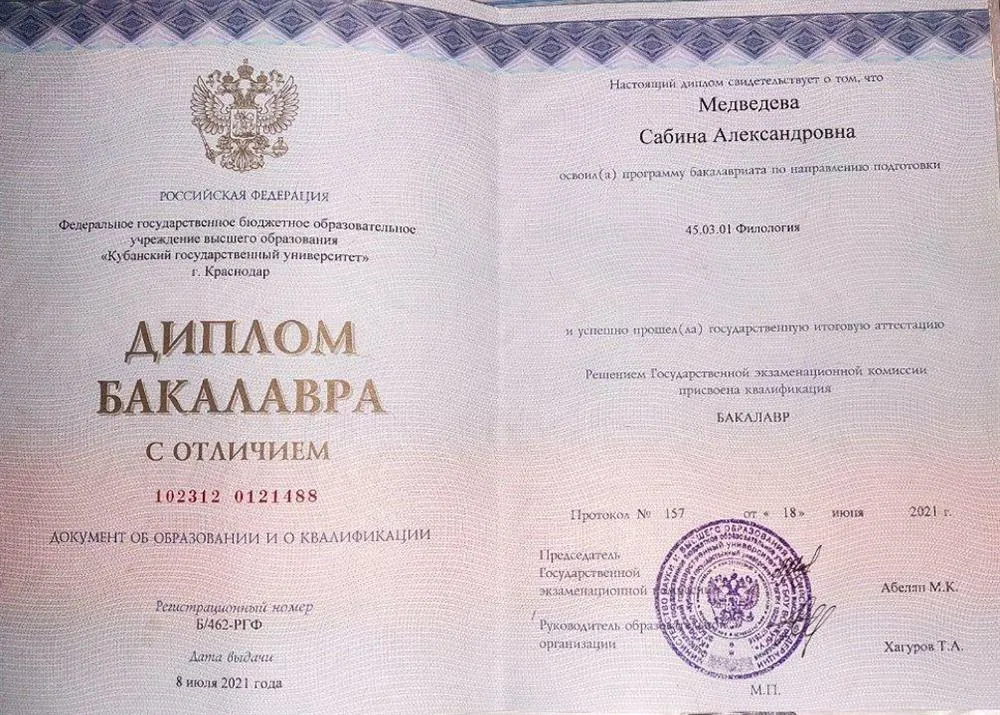 РОССИЙСКАЯ ФЕДЕРАЦИЯ
Федеральное государственное бюджетное образовательное
учреждение высшего образования
«Кубанский государственный университет»
г. Краснодар
ДИПЛОМ
БАКАЛАВРА
С ОТЛИЧИЕМ
102312 0121488
ДОКУМЕНТ ОБ ОБРАЗОВАНИИ И О КВАЛИФИКАЦИИ
Регистрационный номер
Б/462-РГФ
Дата выдачи
8 июля 2021 года
Настоящий диплом свидетельствует о том, что
Медведева
Сабина Александровна
освоил(а) программу бакалавриата по направлению подготовки
45.03.01 Филология
и успешно прошел(ла) государственную итоговую аттестацию
Решением Государственной экзаменационной комиссии
присвоена квалификация
БАКАЛАВР
Протокол № 157 от « 18» июня 2021 г.
Председатель
Государственной
экзаменационной
Абелян М.К.
Руководитель
организации
Хагуров Т.А.
М.П.